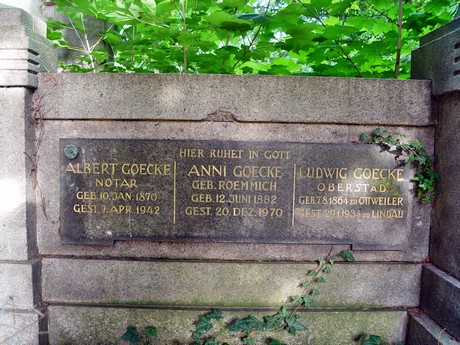 HIER RUHET IN GOTT
ALBERT GOECKE
NOTAR
GEB. 10. JAN. 1870
GEST. 7. APR. 1942
ANNI GOECKE
GEB. ROEMMICH
GEB. 12. JUNI 1882
GEST. 20. DEZ. 1970
LUDWIG GOECKE
OBERST A.D.
GEB. 7.8.1864 ZU OTTWEILER
GEST. 29.1.1934 ZU LINDAU